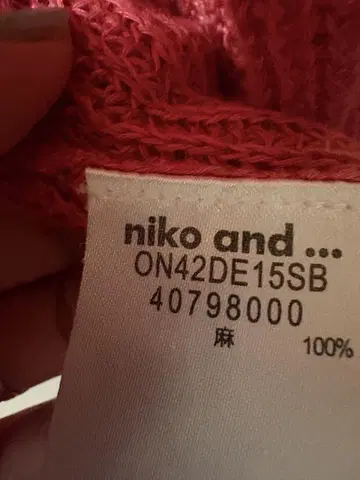 niko and ...
ON42DE15SB
40798000
麻 100%